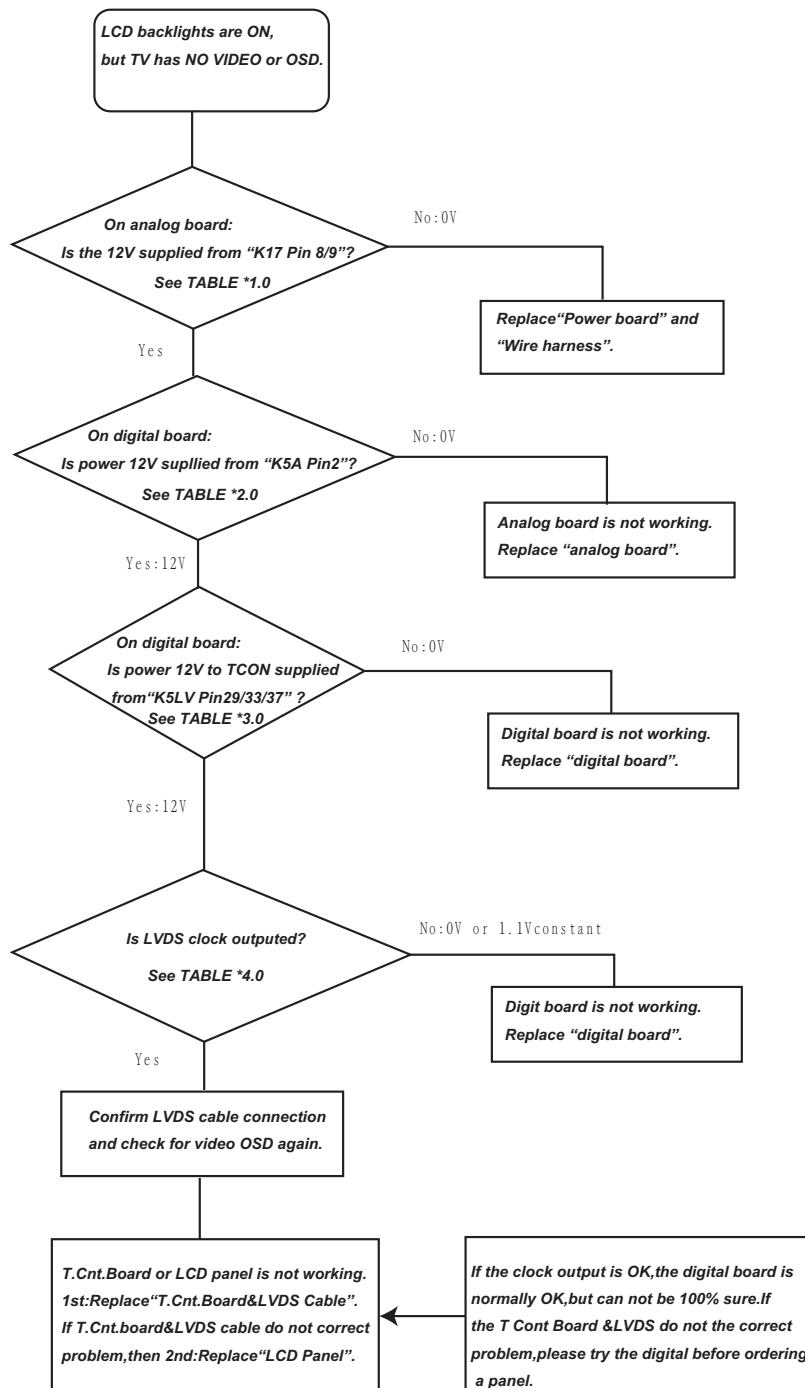 LCD backlights are ON,
but TV has NO VIDEO or OSD.
On analog board:
Is the 12V supplied from “K17 Pin 8/9”?
See TABLE *1.0
No:0V
Replace“Power board” and
“Wire harness”.
Yes
On digital board:
Is power 12V supllied from “K5A Pin2”?
See TABLE *2.0
No:0V
Analog board is not working.
Replace “analog board”.
Yes:12V
On digital board:
Is power 12V to TCON supplied
from“K5LV Pin29/33/37” ?
See TABLE *3.0
No:0V
Digital board is not working.
Replace “digital board”.
Yes:12V
Is LVDS clock outputed?
See TABLE *4.0
No:0V or 1.1Vconstant
Digit board is not working.
Replace “digital board”.
Yes
Confirm LVDS cable connection
and check for video OSD again.
T.Cnt.Board or LCD panel is not working.
1st:Replace“T.Cnt.Board&LVDS Cable”.
If T.Cnt.board&LVDS cable do not correct
problem,then 2nd:Replace“LCD Panel”.
If the clock output is OK,the digital board is
normally OK,but can not be 100% sure.If
the T Cont Board &LVDS do not the correct
problem,please try the digital before ordering
a panel.